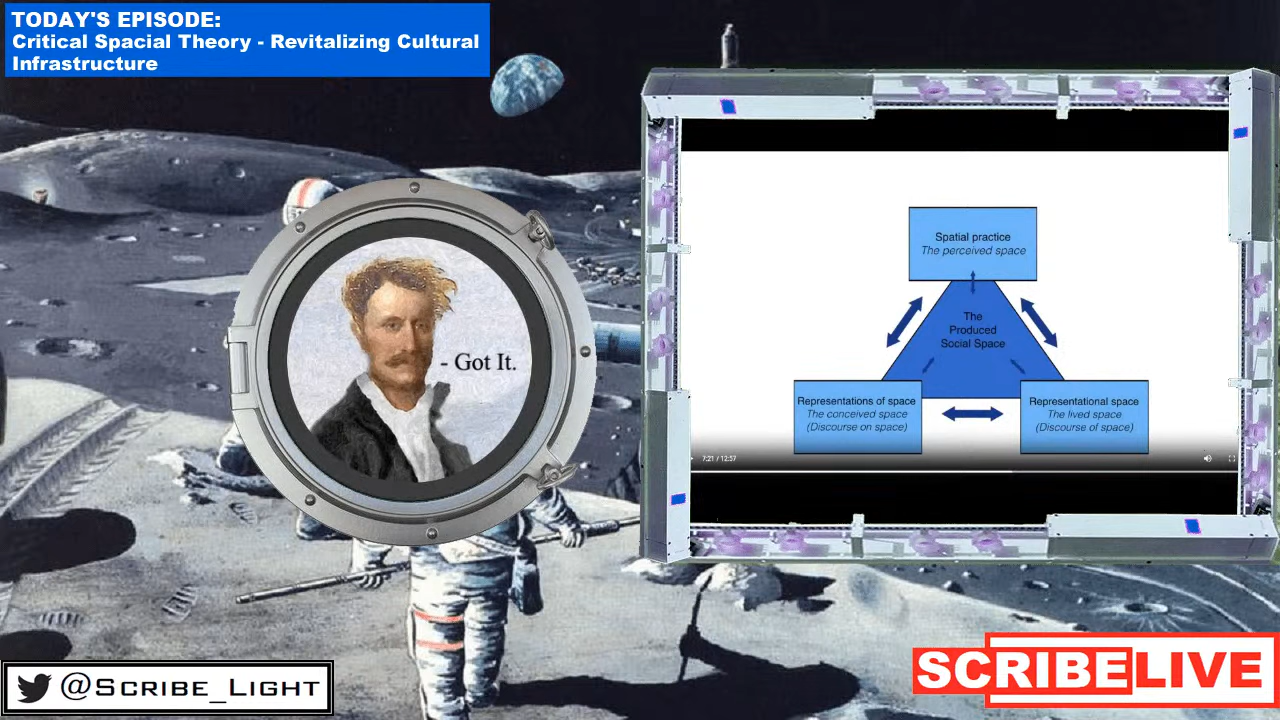 TODAY'S EPISODE:
Critical Spacial Theory - Revitalizing Cultural
Infrastructure
- Got It.
Spatial practice
The perceived space
The
Produced
Social Space
Representations of space
The conceived space
(Discourse on space)
Representational space
The lived space
(Discourse of space)
7:21 / 12:57
@Scribe_Light
SCRIBELIVE